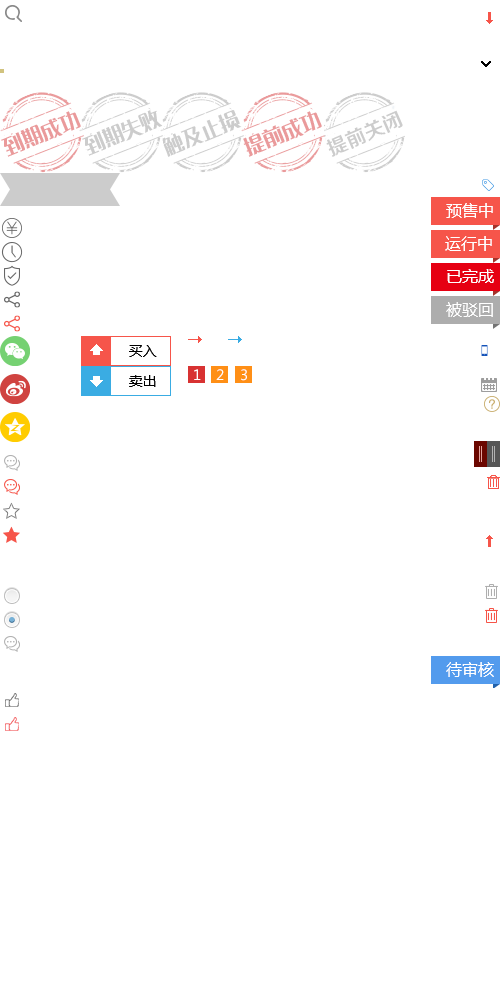 到期成功
到期失败
触及止损
提前成功
提前关闭
预售中
运行中
已完成
被驳回
买入
卖出
1 2 3
待审核